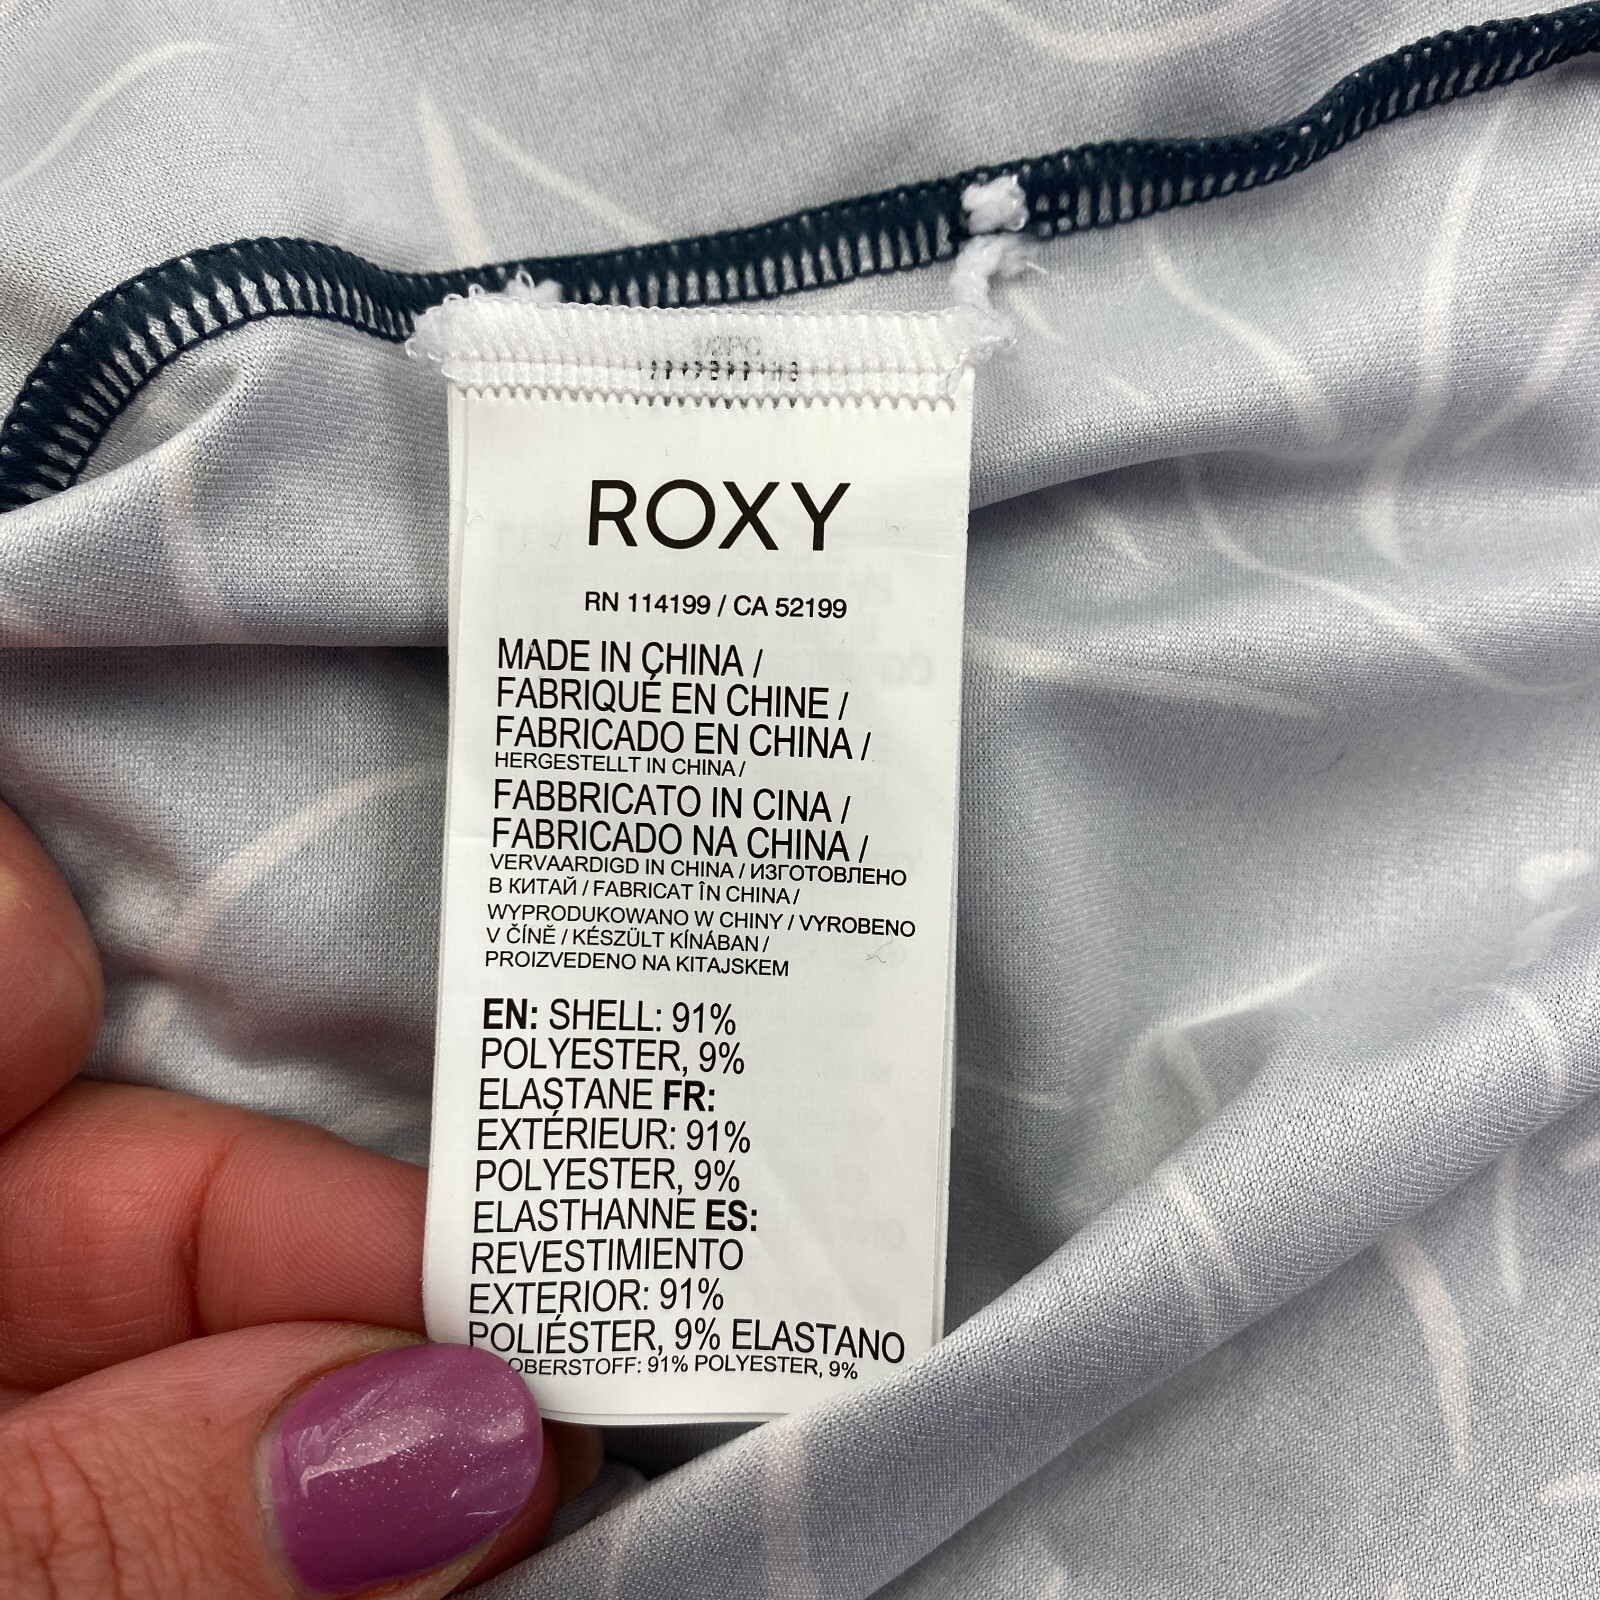 ROXY
RN 114199 / CA 52199
MADE IN CHINA /
FABRIQUÉ EN CHINE /
FABRICADO EN CHINA /
HERGESTELLT IN CHINA /
FABBRICATO IN CINA /
FABRICADO NA CHINA /
VERVAARDIGD IN CHINA / ИЗГОТОВЛЕНО
В КИТАЙ / FABRICAT ÎN CHINA /
WYPRODUKOWANO W CHINY / VYROBENO
V ČÍNĚ / KÉSZÜLT KÍNÁBAN /
PROIZVEDENO NA KITAJSKEM
EN: SHELL: 91%
POLYESTER, 9%
ELASTANE FR:
EXTÉRIEUR: 91%
POLYESTER, 9%
ELASTHANNE ES:
REVESTIMIENTO
EXTERIOR: 91%
POLIÉSTER, 9% ELASTANO
OBERSTOFF: 91% POLYESTER, 9%